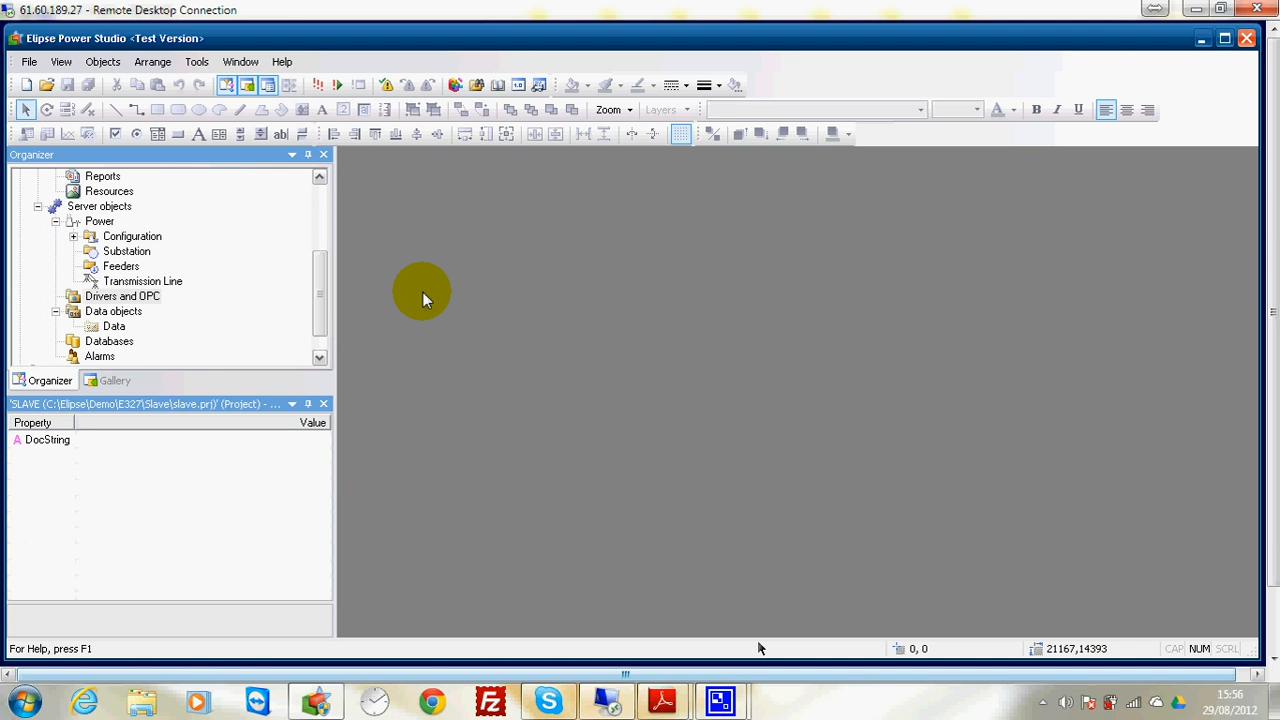 61.60.189.27 - Remote Desktop Connection
Elipse Power Studio <Test Version>
File View Objects Arrange Tools Window Help
Zoom Layers
B I U
A ab|
Organizer
Reports
Resources
Server objects
Power
Configuration
Substation
Feeders
Transmission Line
Drivers and OPC
Data objects
Data
Databases
Alarms
Organizer Gallery
'SLAVE (C:\Elipse\Demo\E327\Slave\slave.prj)' (Project) - ...
Property Value
A DocString
For Help, press F1
0, 0
21167,14393
CAP NUM SCRL
15:56
29/08/2012